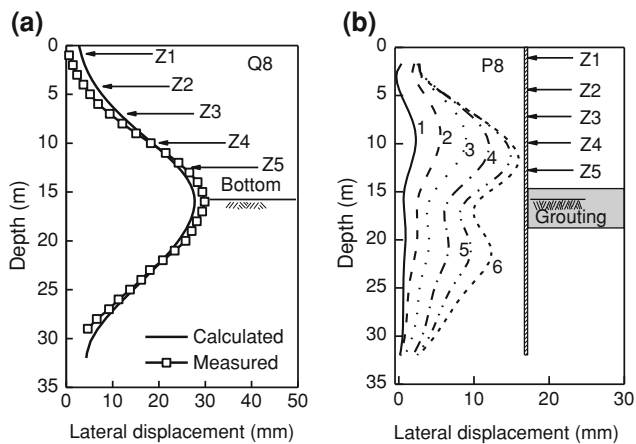 (a)
0
5
10
15
20
25
30
35
Depth (m)
Z1
Q8
Z2
Z3
Z4
Z5
Bottom
Calculated
Measured
0 10 20 30 40 50
Lateral displacement (mm)
(b)
0
5
10
15
20
25
30
35
Depth (m)
P8
Z1
Z2
Z3
Z4
Z5
1
2
3
4
5
6
Grouting
0 10 20 30
Lateral displacement (mm)